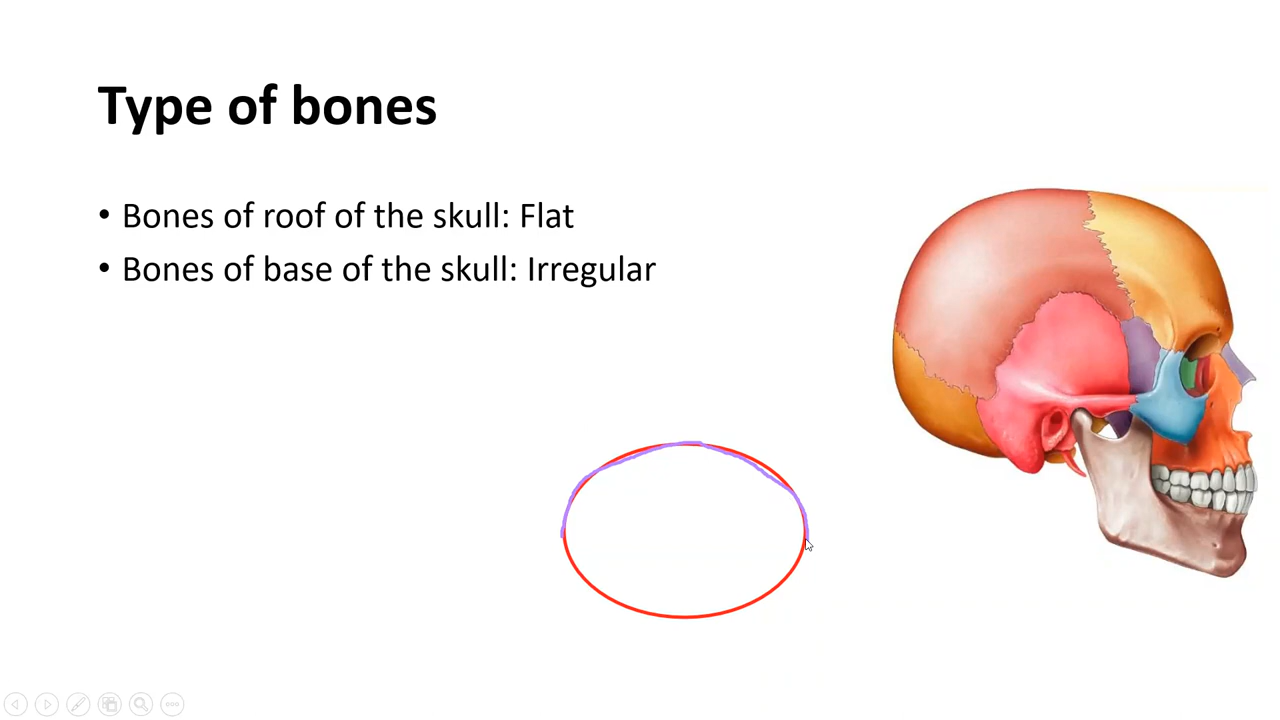 Type of bones
• Bones of roof of the skull: Flat
• Bones of base of the skull: Irregular